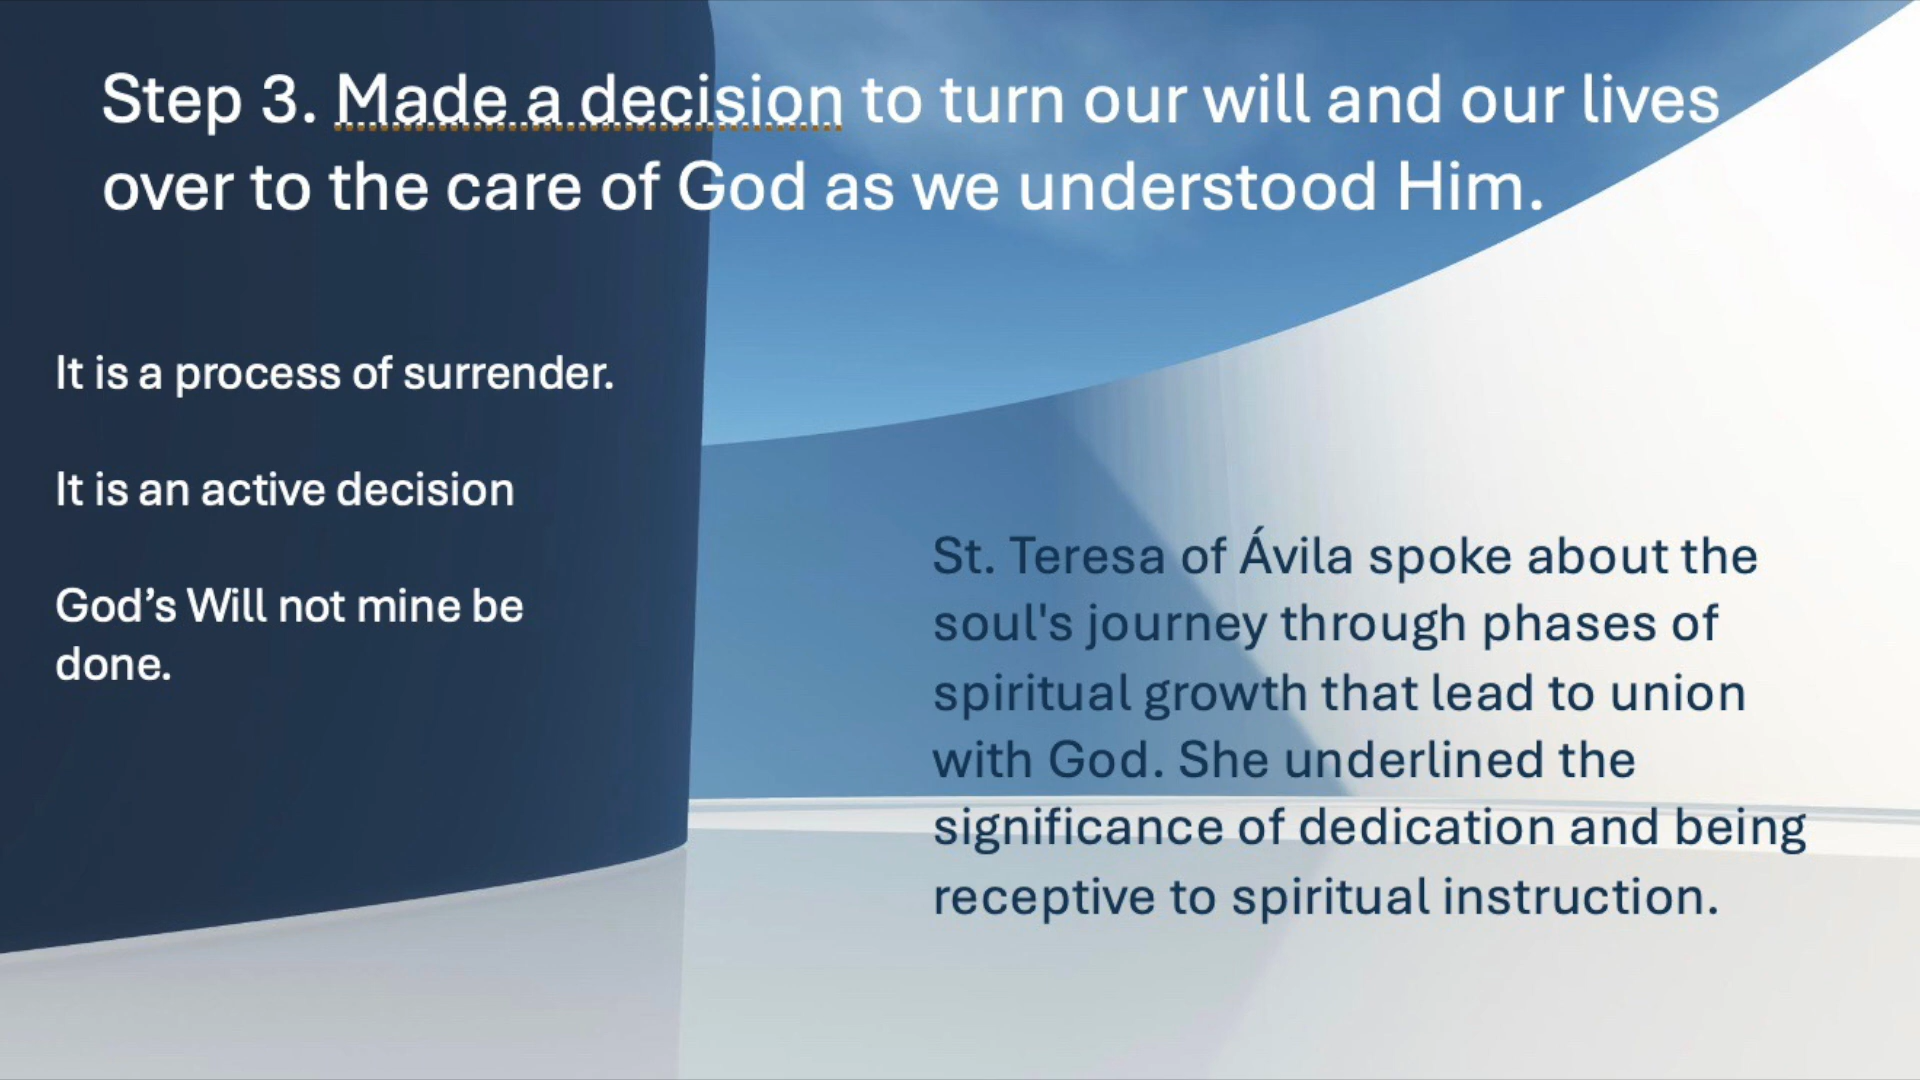 Step 3. Made a decision to turn our will and our lives
over to the care of God as we understood Him.
It is a process of surrender.
It is an active decision
God’s Will not mine be
done.
St. Teresa of Ávila spoke about the
soul's journey through phases of
spiritual growth that lead to union
with God. She underlined the
significance of dedication and being
receptive to spiritual instruction.